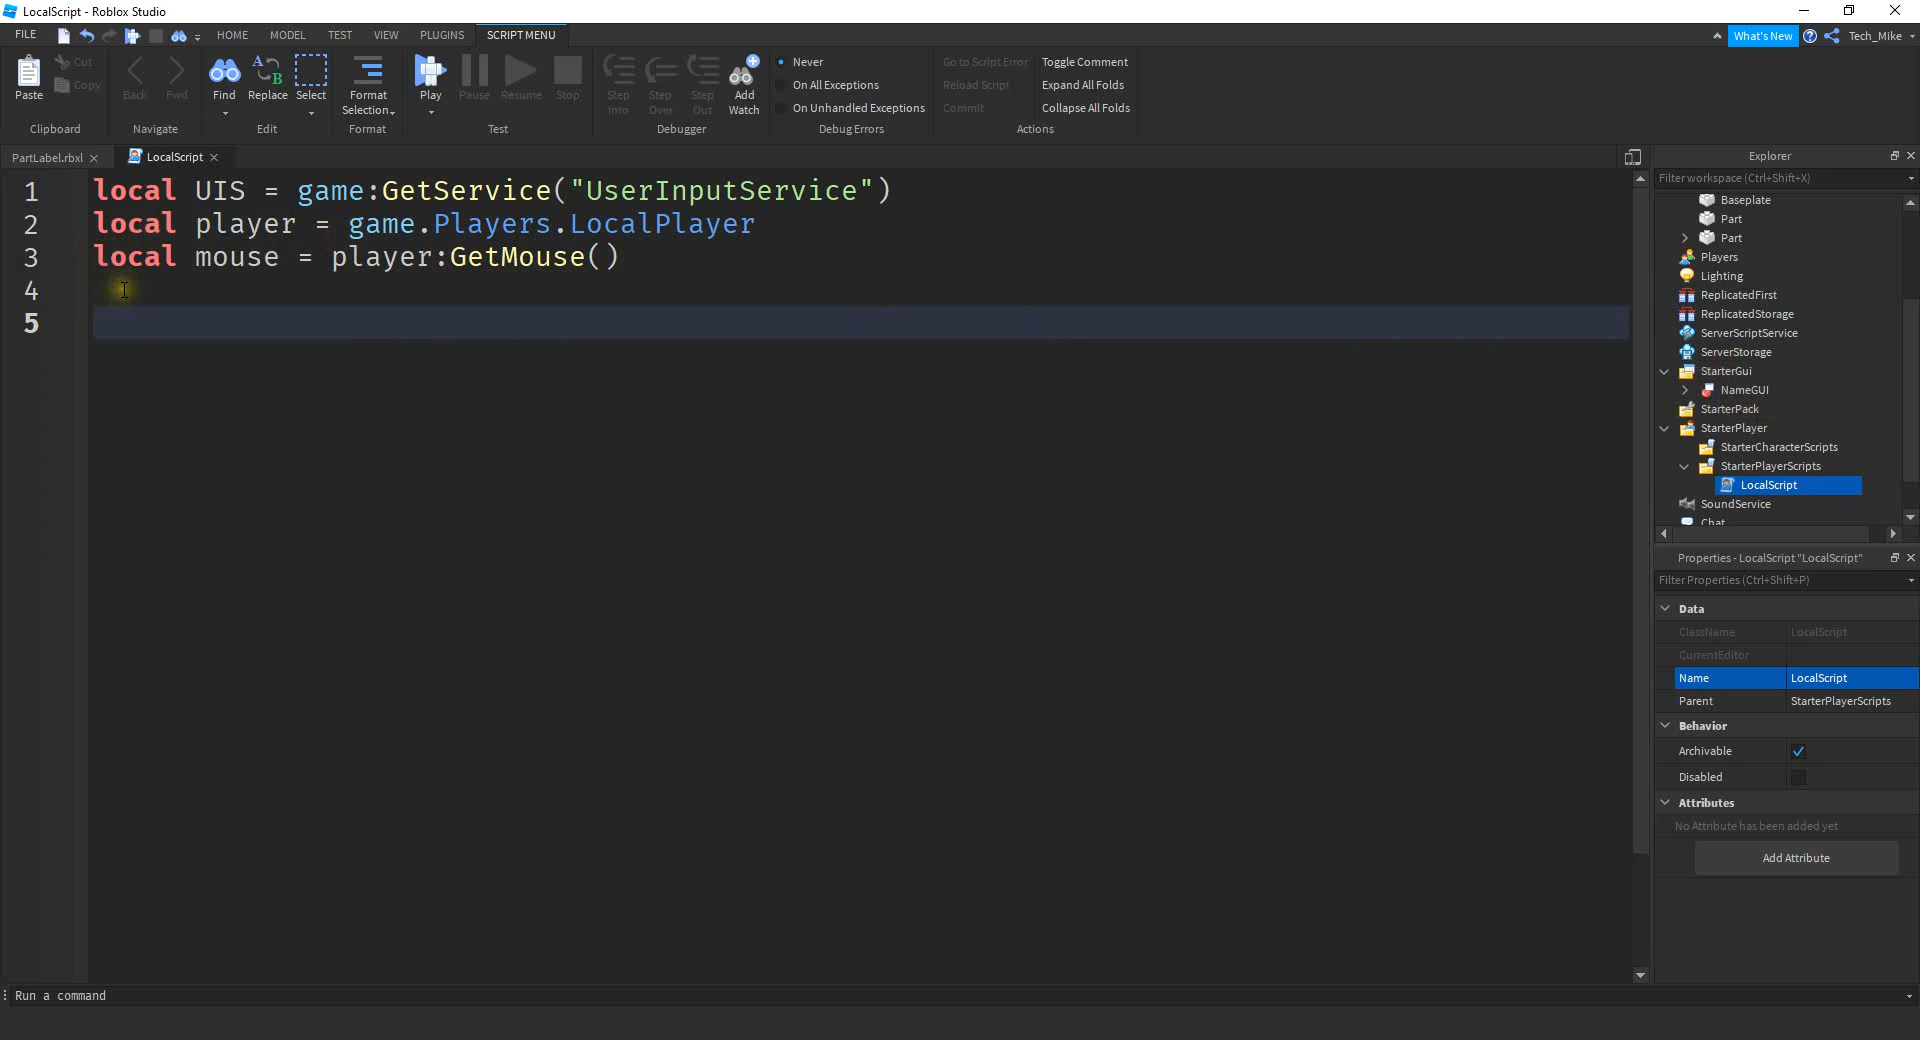 LocalScript - Roblox Studio
FILE HOME MODEL TEST VIEW PLUGINS SCRIPT MENU What's New Tech_Mike
Paste Cut Copy
Clipboard
Back Fwd
Navigate
Find Replace Select
Edit
Format Selection
Format
Play Pause Resume Stop
Test
Step Into Step Over Step Out Add Watch
Debugger
Never
On All Exceptions
On Unhandled Exceptions
Debug Errors
Go to Script Error
Reload Script
Commit
Toggle Comment
Expand All Folds
Collapse All Folds
Actions
PartLabel.rbxl LocalScript
1 local UIS = game:GetService("UserInputService")
2 local player = game.Players.LocalPlayer
3 local mouse = player:GetMouse()
4
5
Explorer
Filter workspace (Ctrl+Shift+X)
Baseplate
Part
Part
Players
Lighting
ReplicatedFirst
ReplicatedStorage
ServerScriptService
ServerStorage
StarterGui
NameGUI
StarterPack
StarterPlayer
StarterCharacterScripts
StarterPlayerScripts
LocalScript
SoundService
Chat
Properties - LocalScript "LocalScript"
Filter Properties (Ctrl+Shift+P)
Data
ClassName LocalScript
CurrentEditor
Name LocalScript
Parent StarterPlayerScripts
Behavior
Archivable
Disabled
Attributes
No Attribute has been added yet
Add Attribute
Run a command